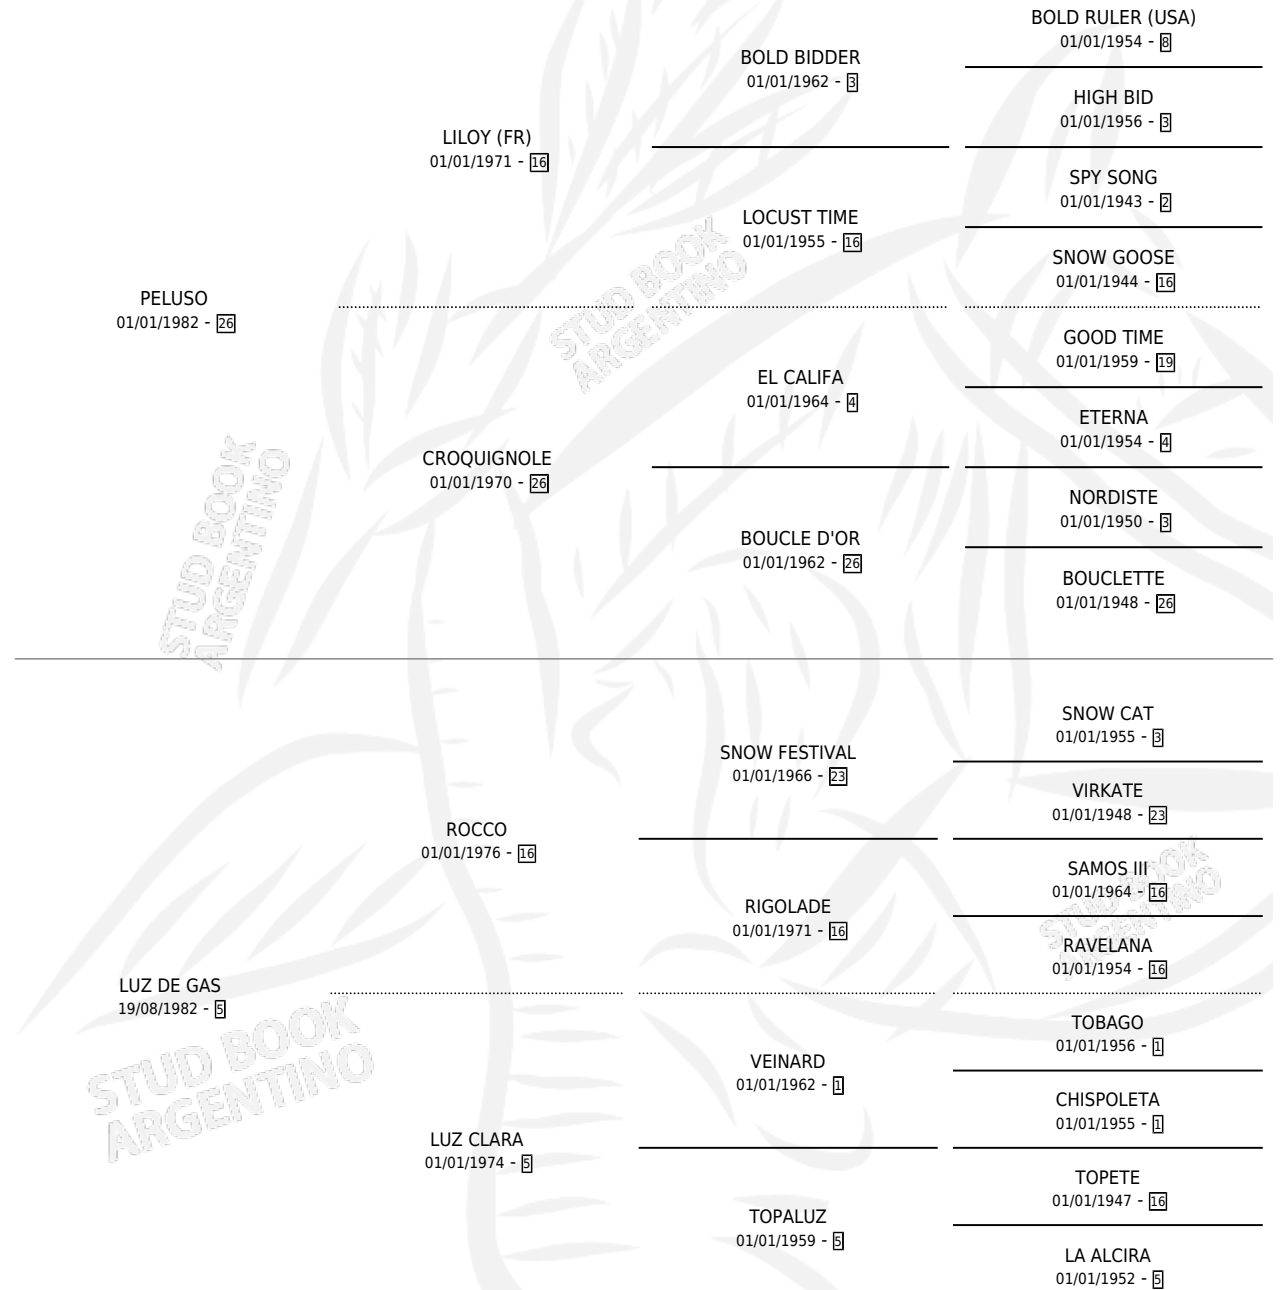 BOLD RULER (USA)
01/01/1954 - 8
BOLD BIDDER
01/01/1962 - 3
HIGH BID
01/01/1956 - 3
LILOY (FR)
01/01/1971 - 16
SPY SONG
01/01/1943 - 2
LOCUST TIME
01/01/1955 - 16
SNOW GOOSE
01/01/1944 - 16
PELUSO
01/01/1982 - 26
STUD BOOK
ARGENTINO
GOOD TIME
01/01/1959 - 19
EL CALIFA
01/01/1964 - 4
ETERNA
01/01/1954 - 4
CROQUIGNOLE
01/01/1970 - 26
NORDISTE
01/01/1950 - 3
BOUCLE D'OR
01/01/1962 - 26
BOUCLETTE
01/01/1948 - 26
STUD BOOK
ARGENTINO
SNOW CAT
01/01/1955 - 3
SNOW FESTIVAL
01/01/1966 - 23
VIRKATE
01/01/1948 - 23
ROCCO
01/01/1976 - 16
SAMOS III
01/01/1964 - 16
RIGOLADE
01/01/1971 - 16
STUD BOOK
ARGENTINO
RAVELANA
01/01/1954 - 16
LUZ DE GAS
19/08/1982 - 5
STUD BOOK
ARGENTINO
TOBAGO
01/01/1956 - 1
VEINARD
01/01/1962 - 1
CHISPOLETA
01/01/1955 - 1
LUZ CLARA
01/01/1974 - 5
TOPETE
01/01/1947 - 16
TOPALUZ
01/01/1959 - 5
LA ALCIRA
01/01/1952 - 5